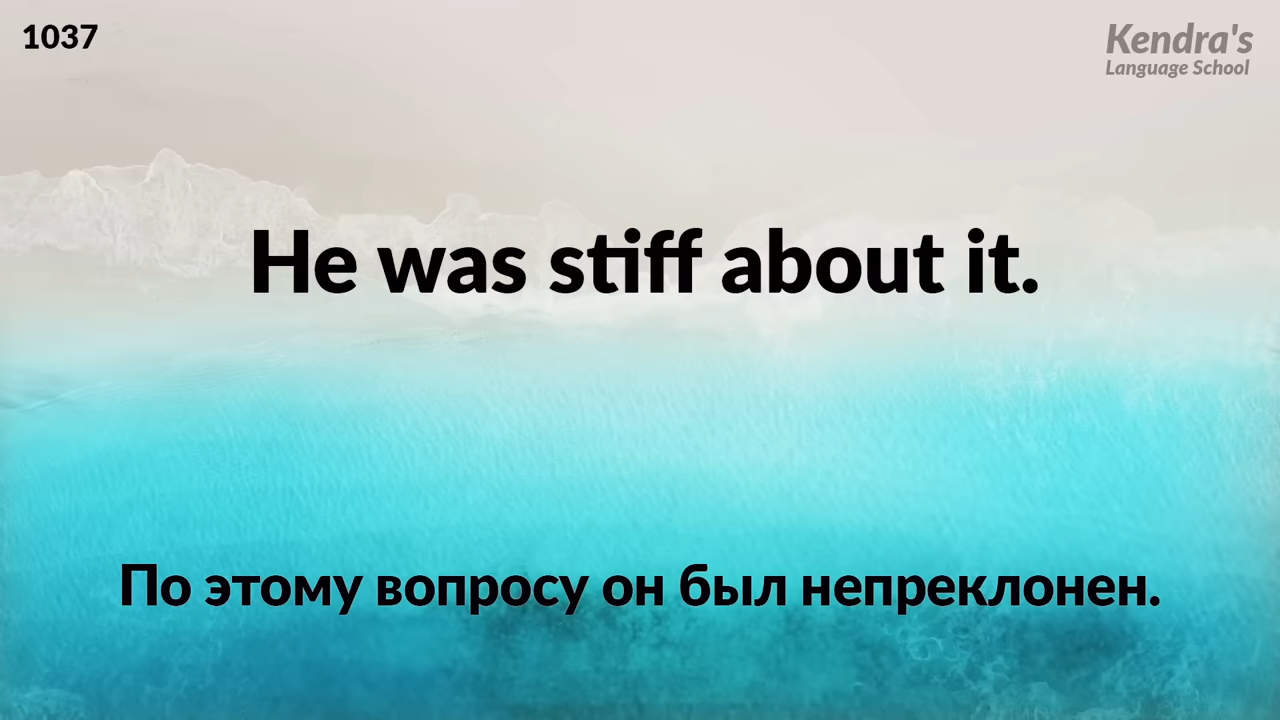 1037
Kendra's
Language School
He was stiff about it.
По этому вопросу он был непреклонен.